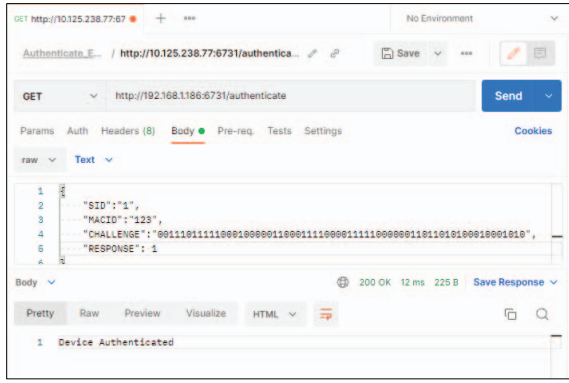 GET http://10.125.238.77:67
No Environment
Authenticate_E... / http://10.125.238.77:6731/authentica...
Save
GET http://192.168.1.186:6731/authenticate Send
Params Auth Headers (8) Body Pre-req. Tests Settings Cookies
raw Text
1 {
2 "SID":"1",
3 "MACID":"123",
4 "CHALLENGE":
5 "RESPONSE": 1
6 }
Body 200 OK 12 ms 225 B Save Response
Pretty Raw Preview Visualize HTML
1 Device Authenticated